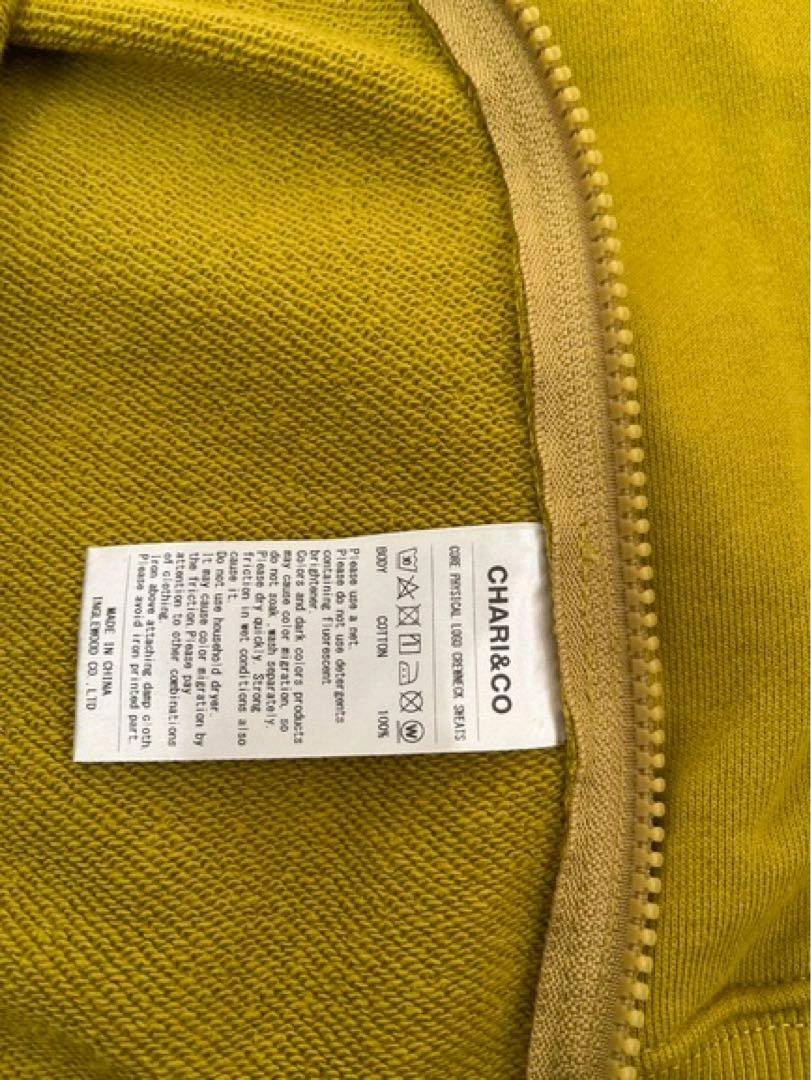 CHARI&CO
CORE PHYSICAL LOGO CREWNECK SWEATS
W
BODY COTTON 100%
Please use a net.
Please do not use detergents
containing fluorescent
brightener.
Colors and dark colors products
may cause color migration, so
do not soak ,wash separately.
Please dry quickly. Strong
friction in wet conditions also
cause it.
Do not use household dryer.
It may cause color migration by
the friction.Please pay
attention to other combinations
of clothing.
Iron above attaching damp cloth
Please avoid iron printed part.
MADE IN CHINA
INGLEWOOD CO.,LTD